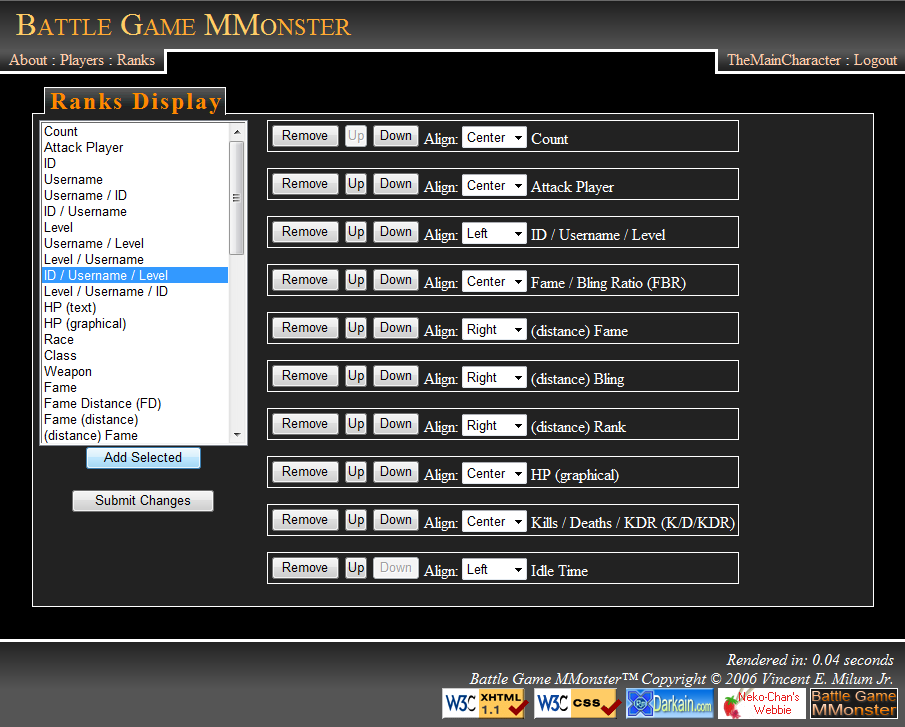 Battle Game MMonster
About : Players : Ranks
TheMainCharacter : Logout
Ranks Display
Count
Attack Player
ID
Username
Username / ID
ID / Username
Level
Username / Level
Level / Username
ID / Username / Level
Level / Username / ID
HP (text)
HP (graphical)
Race
Class
Weapon
Fame
Fame Distance (FD)
Fame (distance)
(distance) Fame
Add Selected
Submit Changes
Remove Up Down Align: Center Count
Remove Up Down Align: Center Attack Player
Remove Up Down Align: Left ID / Username / Level
Remove Up Down Align: Center Fame / Bling Ratio (FBR)
Remove Up Down Align: Right (distance) Fame
Remove Up Down Align: Right (distance) Bling
Remove Up Down Align: Right (distance) Rank
Remove Up Down Align: Center HP (graphical)
Remove Up Down Align: Center Kills / Deaths / KDR (K/D/KDR)
Remove Up Down Align: Left Idle Time
Rendered in: 0.04 seconds
Battle Game MMonster™ Copyright © 2006 Vincent E. Milum Jr.
W3C XHTML 1.1
W3C CSS
Darkain.com
Neko-Chan's Webbie
Battle Game MMonster